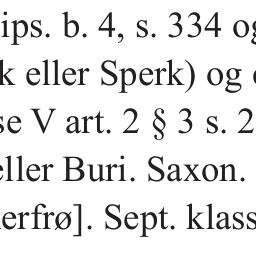 ips. b. 4, s. 334 og
k eller Sperk) og
se V art. 2 § 3 s. 2
eller Buri. Saxon.
erfrø]. Sept. klass